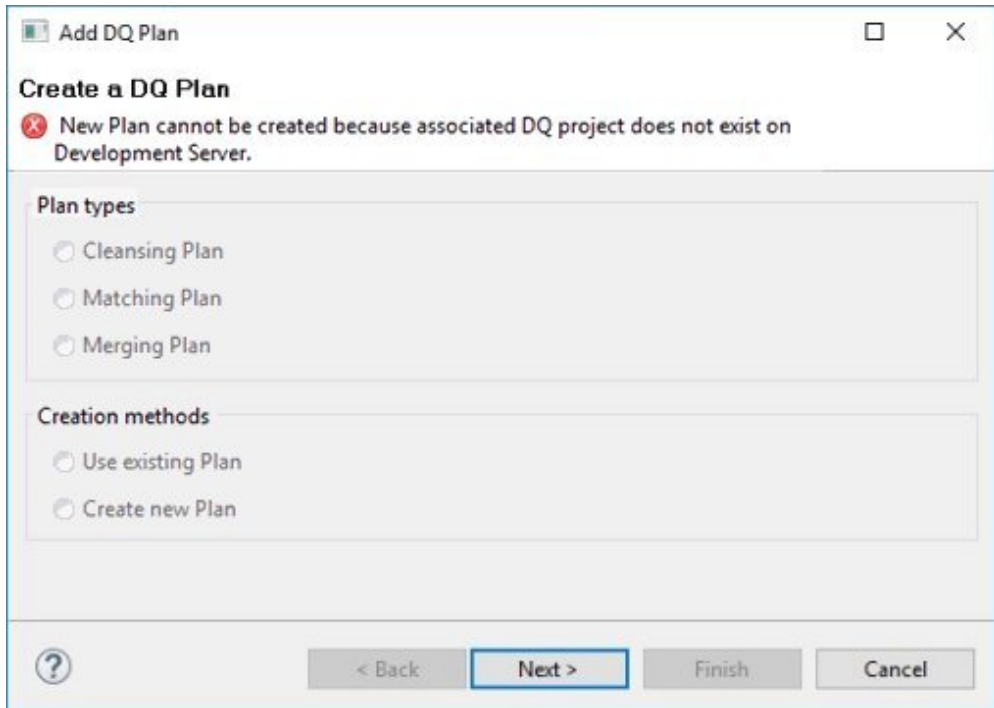 Add DQ Plan
Create a DQ Plan
New Plan cannot be created because associated DQ project does not exist on
Development Server.
Plan types
Cleansing Plan
Matching Plan
Merging Plan
Creation methods
Use existing Plan
Create new Plan
?
< Back
Next >
Finish
Cancel